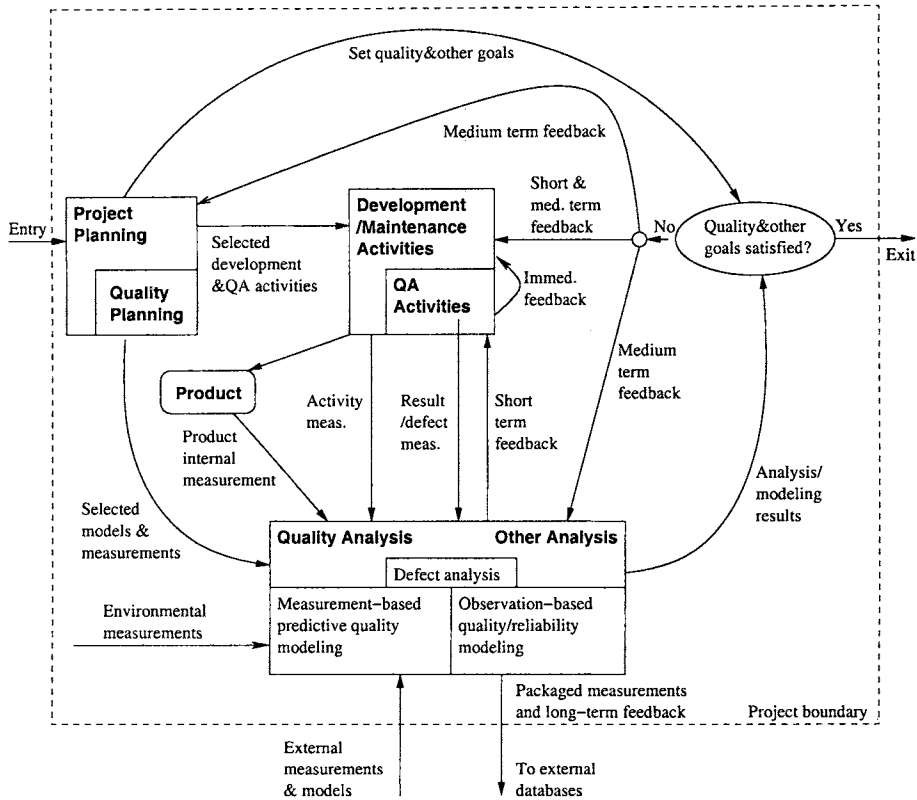 Set quality&other goals
Medium term feedback
Project
Planning
Quality
Planning
Entry
Selected
development
&QA activities
Development
/Maintenance
Activities
QA
Activities
Short &
med. term
feedback
Immed.
feedback
No
Quality&other
goals satisfied?
Yes
Exit
Product
Product
internal
measurement
Activity
meas.
Result
/defect
meas.
Short
term
feedback
Medium
term
feedback
Analysis/
modeling
results
Selected
models &
measurements
Quality Analysis
Other Analysis
Defect analysis
Measurement−based
predictive quality
modeling
Observation−based
quality/reliability
modeling
Environmental
measurements
Packaged measurements
and long−term feedback
Project boundary
External
measurements
& models
To external
databases